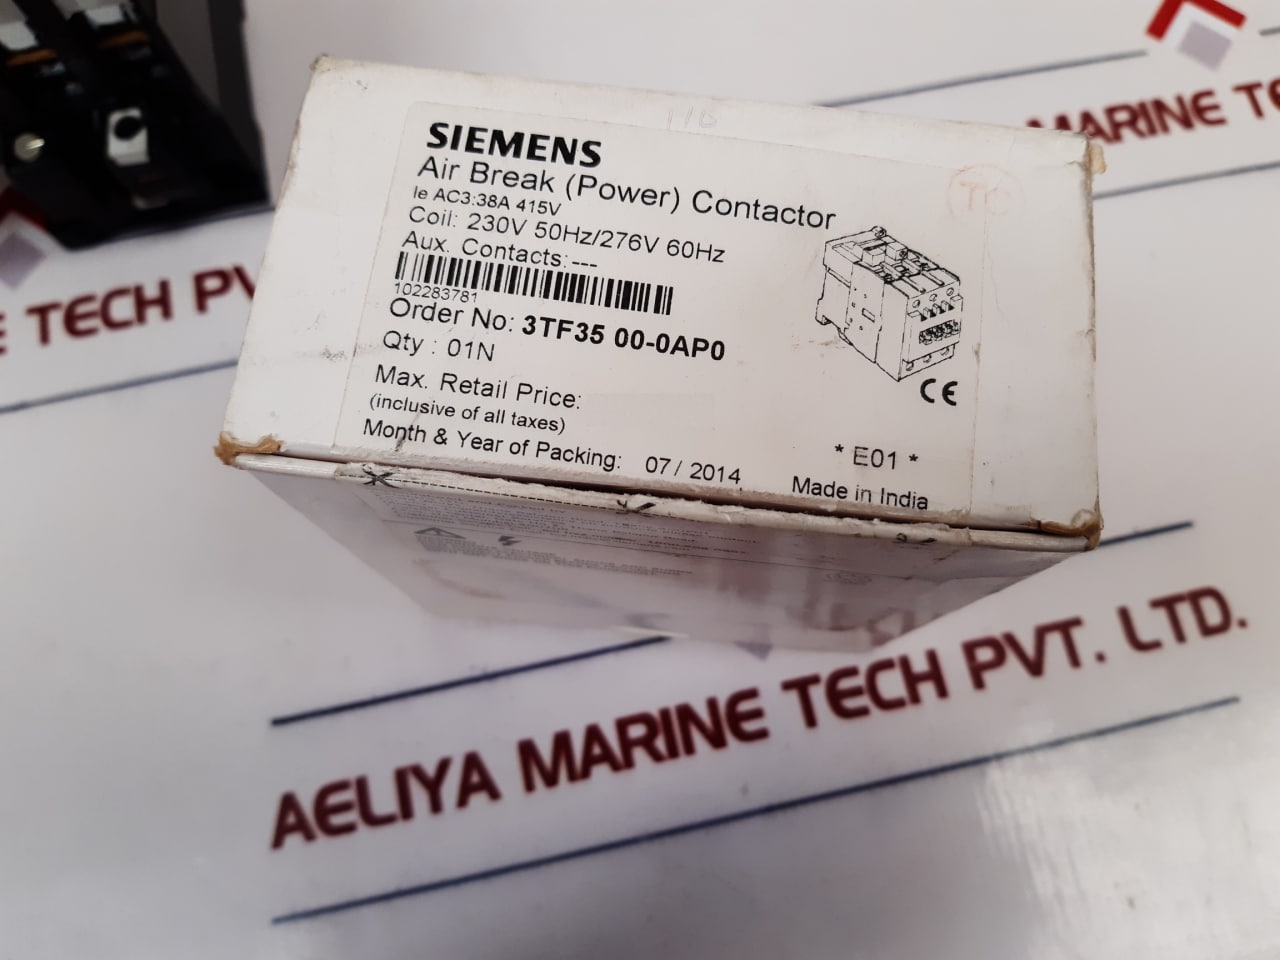 MARINE TE
SIEMENS
Air Break (Power) Contactor
Ie AC3:38A 415V
Coil: 230V 50Hz/276V 60Hz
Aux. Contacts:---
102283781
Order No: 3TF35 00-0AP0
Qty : 01N
Max. Retail Price:
(inclusive of all taxes)
Month & Year of Packing: 07/ 2014
CE
* E01 *
Made in India
E TECH PV
AELIYA MARINE TECH PVT. LTD.